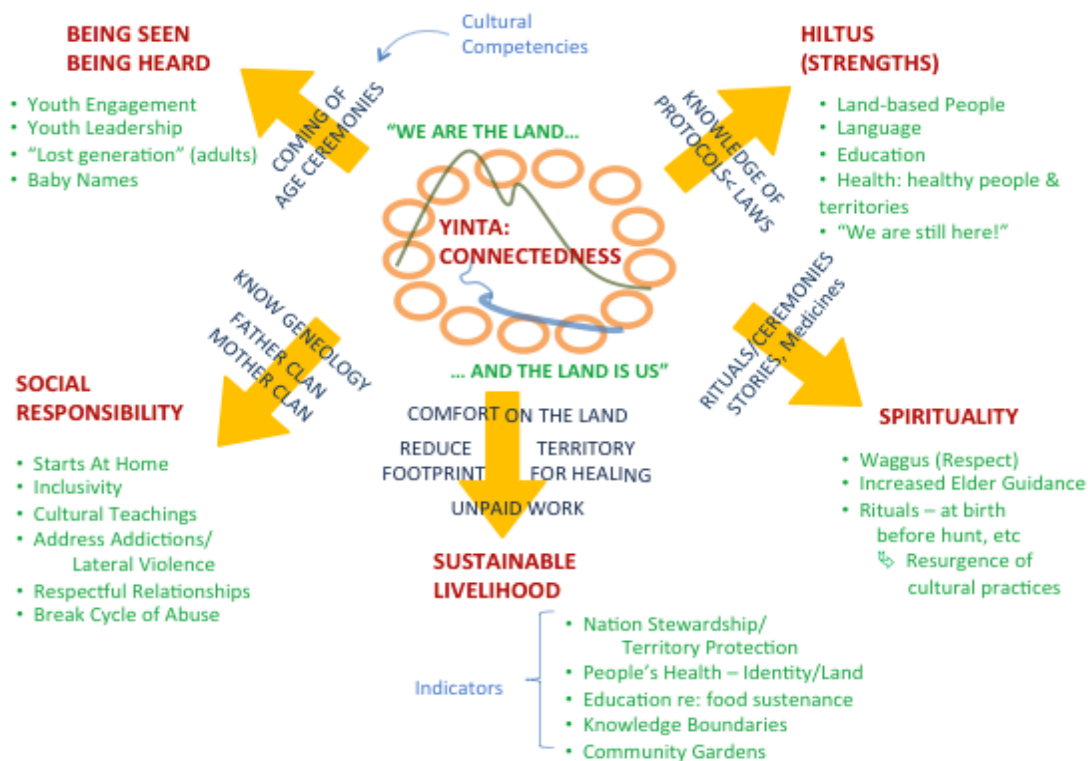 Cultural
Competencies
BEING SEEN
BEING HEARD
• Youth Engagement
• Youth Leadership
• “Lost generation” (adults)
• Baby Names
COMING OF
AGE CEREMONIES
HILTUS
(STRENGTHS)
• Land-based People
• Language
• Education
• Health: healthy people &
territories
• “We are still here!”
KNOWLEDGE OF
PROTOCOLS< LAWS
“WE ARE THE LAND…
YINTA:
CONNECTEDNESS
… AND THE LAND IS US”
KNOW GENEOLOGY
FATHER CLAN
MOTHER CLAN
SOCIAL
RESPONSIBILITY
• Starts At Home
• Inclusivity
• Cultural Teachings
• Address Addictions/
Lateral Violence
• Respectful Relationships
• Break Cycle of Abuse
RITUALS/CEREMONIES
STORIES, Medicines
SPIRITUALITY
• Waggus (Respect)
• Increased Elder Guidance
• Rituals – at birth
before hunt, etc
Resurgence of
cultural practices
COMFORT ON THE LAND
REDUCE
FOOTPRINT
TERRITORY
FOR HEALING
UNPAID WORK
SUSTAINABLE
LIVELIHOOD
Indicators
• Nation Stewardship/
Territory Protection
• People’s Health – Identity/Land
• Education re: food sustenance
• Knowledge Boundaries
• Community Gardens